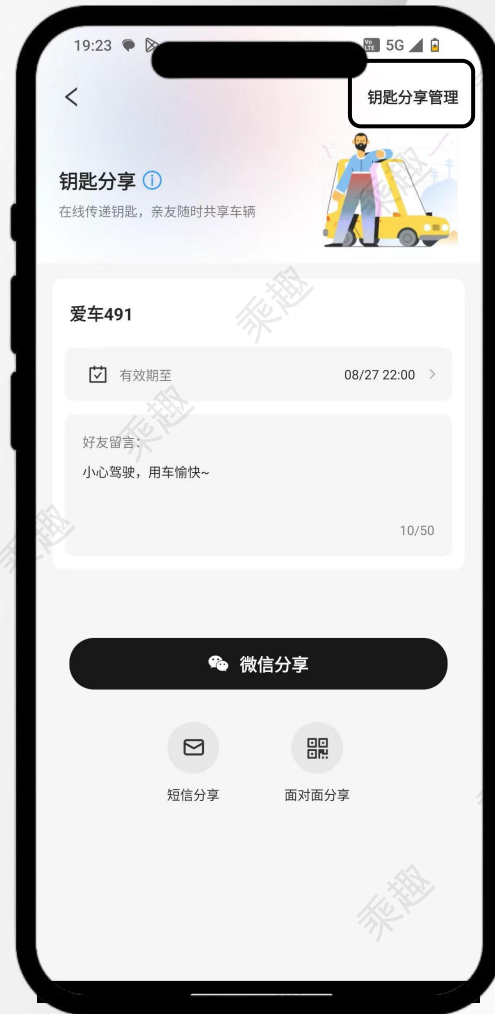 19:23
Vo LTE 5G
钥匙分享管理
钥匙分享
在线传递钥匙，亲友随时共享车辆
爱车491
有效期至 08/27 22:00
好友留言：
小心驾驶，用车愉快~
10/50
微信分享
短信分享 面对面分享
乘趣
乘趣
乘趣
乘趣
乘趣